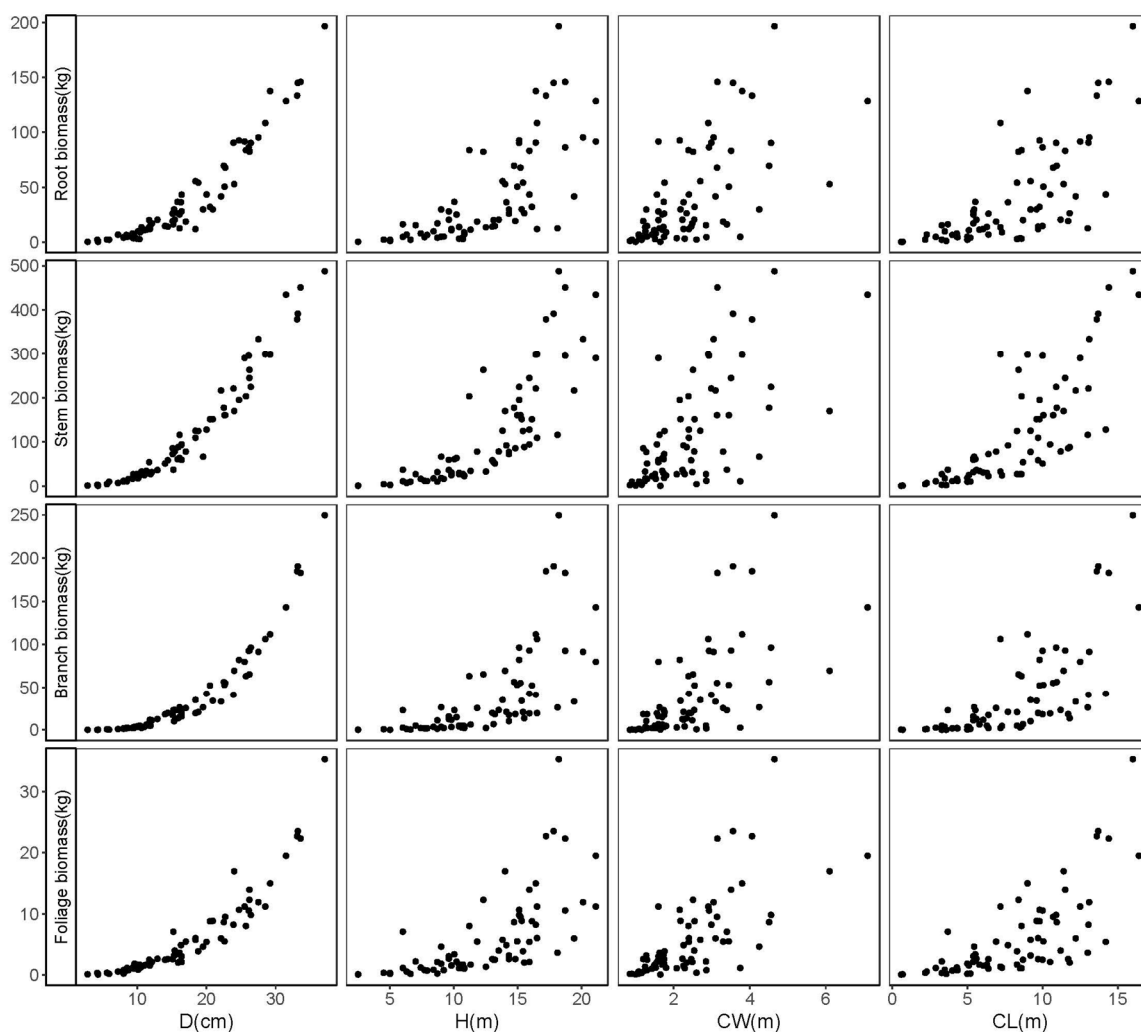 Root biomass(kg)
200
150
100
50
0
Stem biomass(kg)
500
400
300
200
100
0
Branch biomass(kg)
250
200
150
100
50
0
Foliage biomass(kg)
30
20
10
0
10 20 30
5 10 15 20
2 4 6
0 5 10 15
D(cm) H(m) CW(m) CL(m)